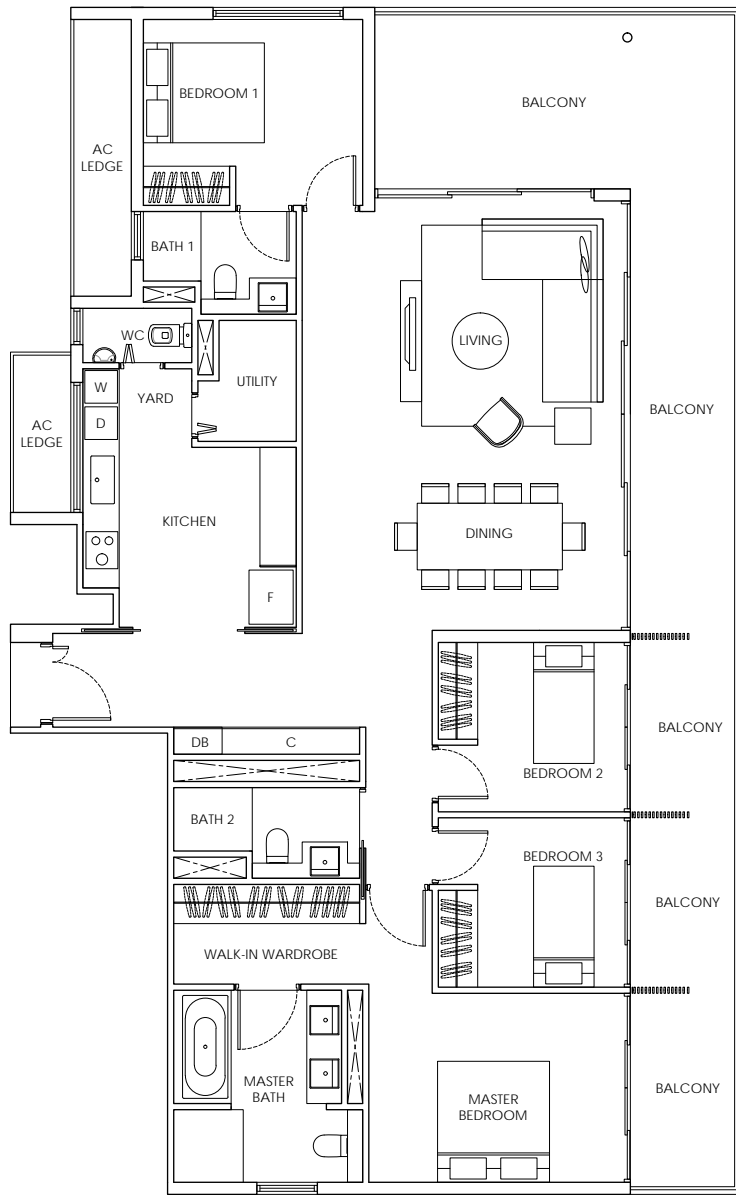 BEDROOM 1
BALCONY
AC
LEDGE
BATH 1
WC
LIVING
W
YARD
UTILITY
BALCONY
D
AC
LEDGE
KITCHEN
DINING
F
DB
C
BALCONY
BEDROOM 2
BATH 2
BEDROOM 3
BALCONY
WALK-IN WARDROBE
MASTER
BATH
MASTER
BEDROOM
BALCONY